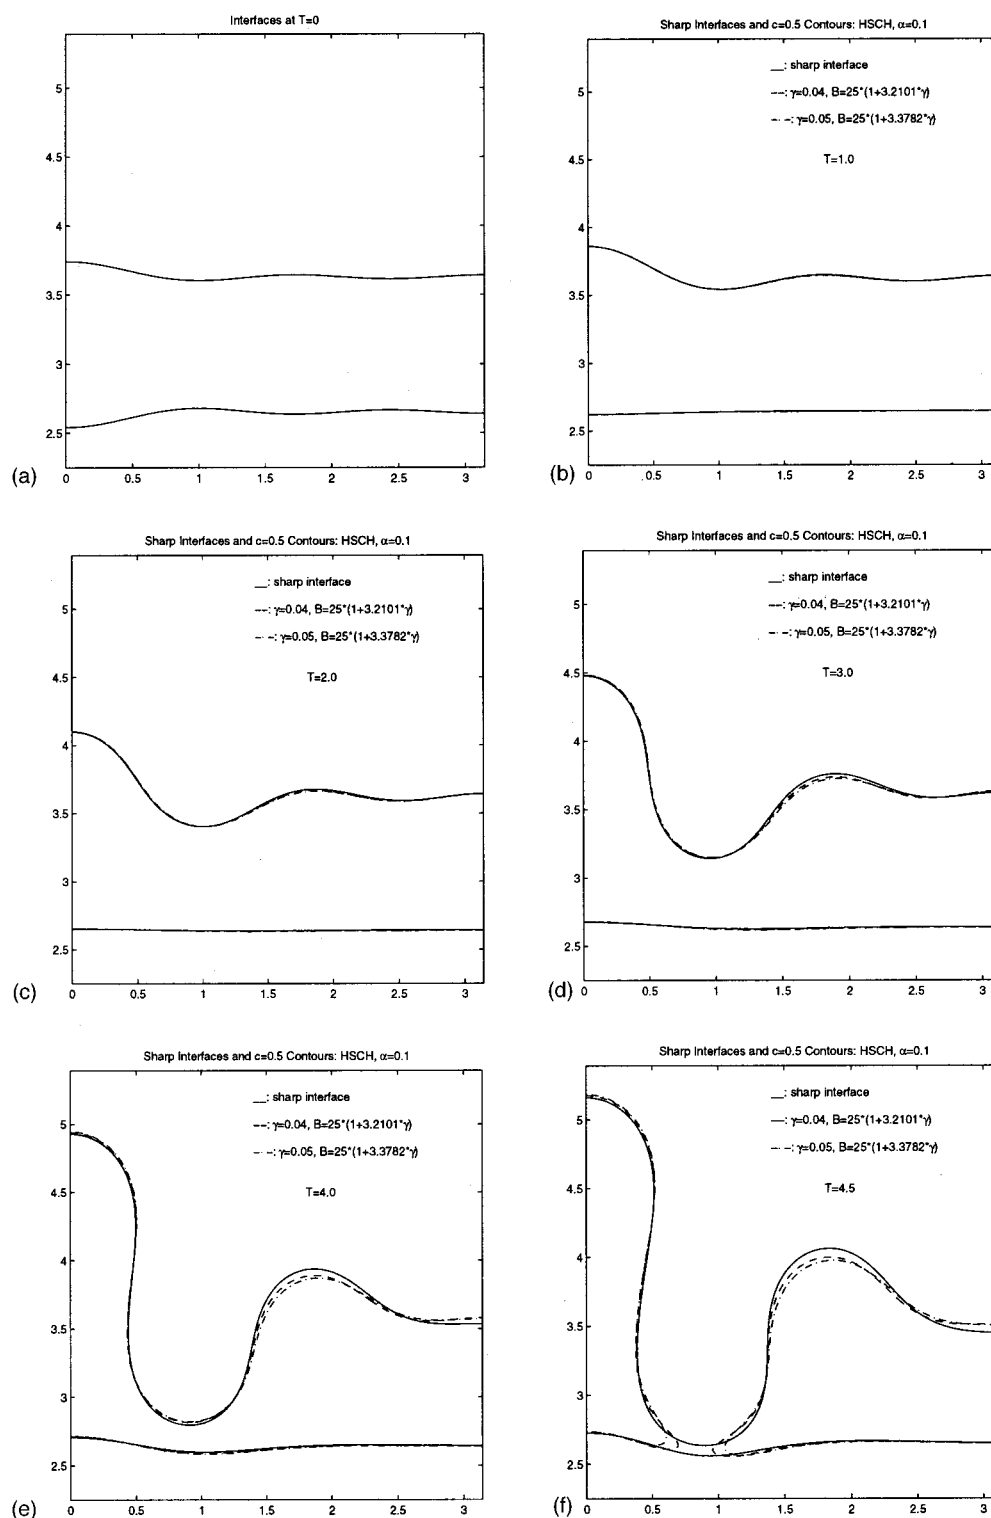 Interfaces at T=0
5
4.5
4
3.5
3
2.5
0 0.5 1 1.5 2 2.5 3
(a)
Sharp Interfaces and c=0.5 Contours: HSCH, α=0.1
__: sharp interface
---: γ=0.04, B=25*(1+3.2101*γ)
-·-: γ=0.05, B=25*(1+3.3782*γ)
T=1.0
5
4.5
4
3.5
3
2.5
0 0.5 1 1.5 2 2.5 3
(b)
Sharp Interfaces and c=0.5 Contours: HSCH, α=0.1
__: sharp interface
---: γ=0.04, B=25*(1+3.2101*γ)
-·-: γ=0.05, B=25*(1+3.3782*γ)
T=2.0
5
4.5
4
3.5
3
2.5
0 0.5 1 1.5 2 2.5 3
(c)
Sharp Interfaces and c=0.5 Contours: HSCH, α=0.1
__: sharp interface
---: γ=0.04, B=25*(1+3.2101*γ)
-·-: γ=0.05, B=25*(1+3.3782*γ)
T=3.0
5
4.5
4
3.5
3
2.5
0 0.5 1 1.5 2 2.5 3
(d)
Sharp Interfaces and c=0.5 Contours: HSCH, α=0.1
__: sharp interface
---: γ=0.04, B=25*(1+3.2101*γ)
-·-: γ=0.05, B=25*(1+3.3782*γ)
T=4.0
5
4.5
4
3.5
3
2.5
0 0.5 1 1.5 2 2.5 3
(e)
Sharp Interfaces and c=0.5 Contours: HSCH, α=0.1
__: sharp interface
---: γ=0.04, B=25*(1+3.2101*γ)
-·-: γ=0.05, B=25*(1+3.3782*γ)
T=4.5
5
4.5
4
3.5
3
2.5
0 0.5 1 1.5 2 2.5 3
(f)